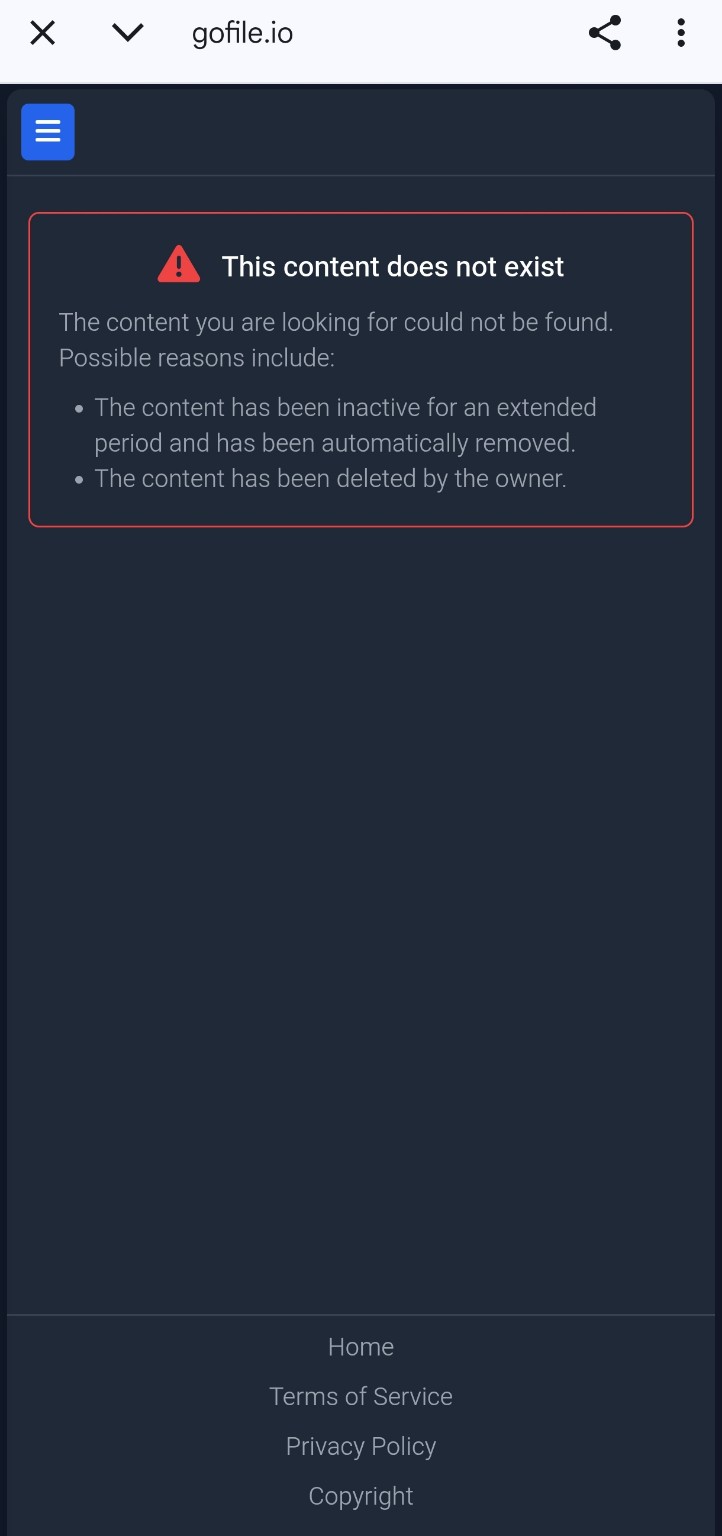 gofile.io
This content does not exist
The content you are looking for could not be found.
Possible reasons include:
• The content has been inactive for an extended
period and has been automatically removed.
• The content has been deleted by the owner.
Home
Terms of Service
Privacy Policy
Copyright